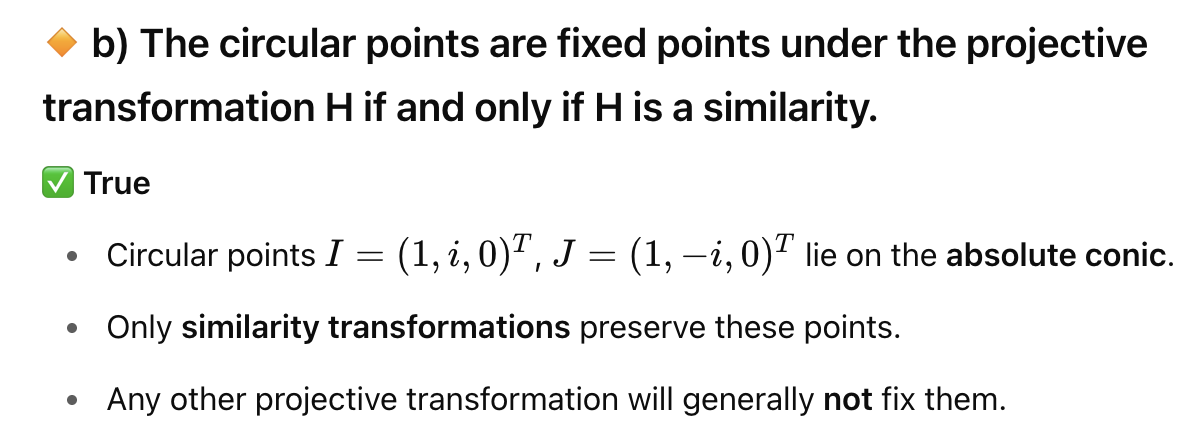 🔶 b) The circular points are fixed points under the projective
transformation H if and only if H is a similarity.
✅ True
• Circular points I = (1, i, 0)^T, J = (1, −i, 0)^T lie on the absolute conic.
• Only similarity transformations preserve these points.
• Any other projective transformation will generally not fix them.